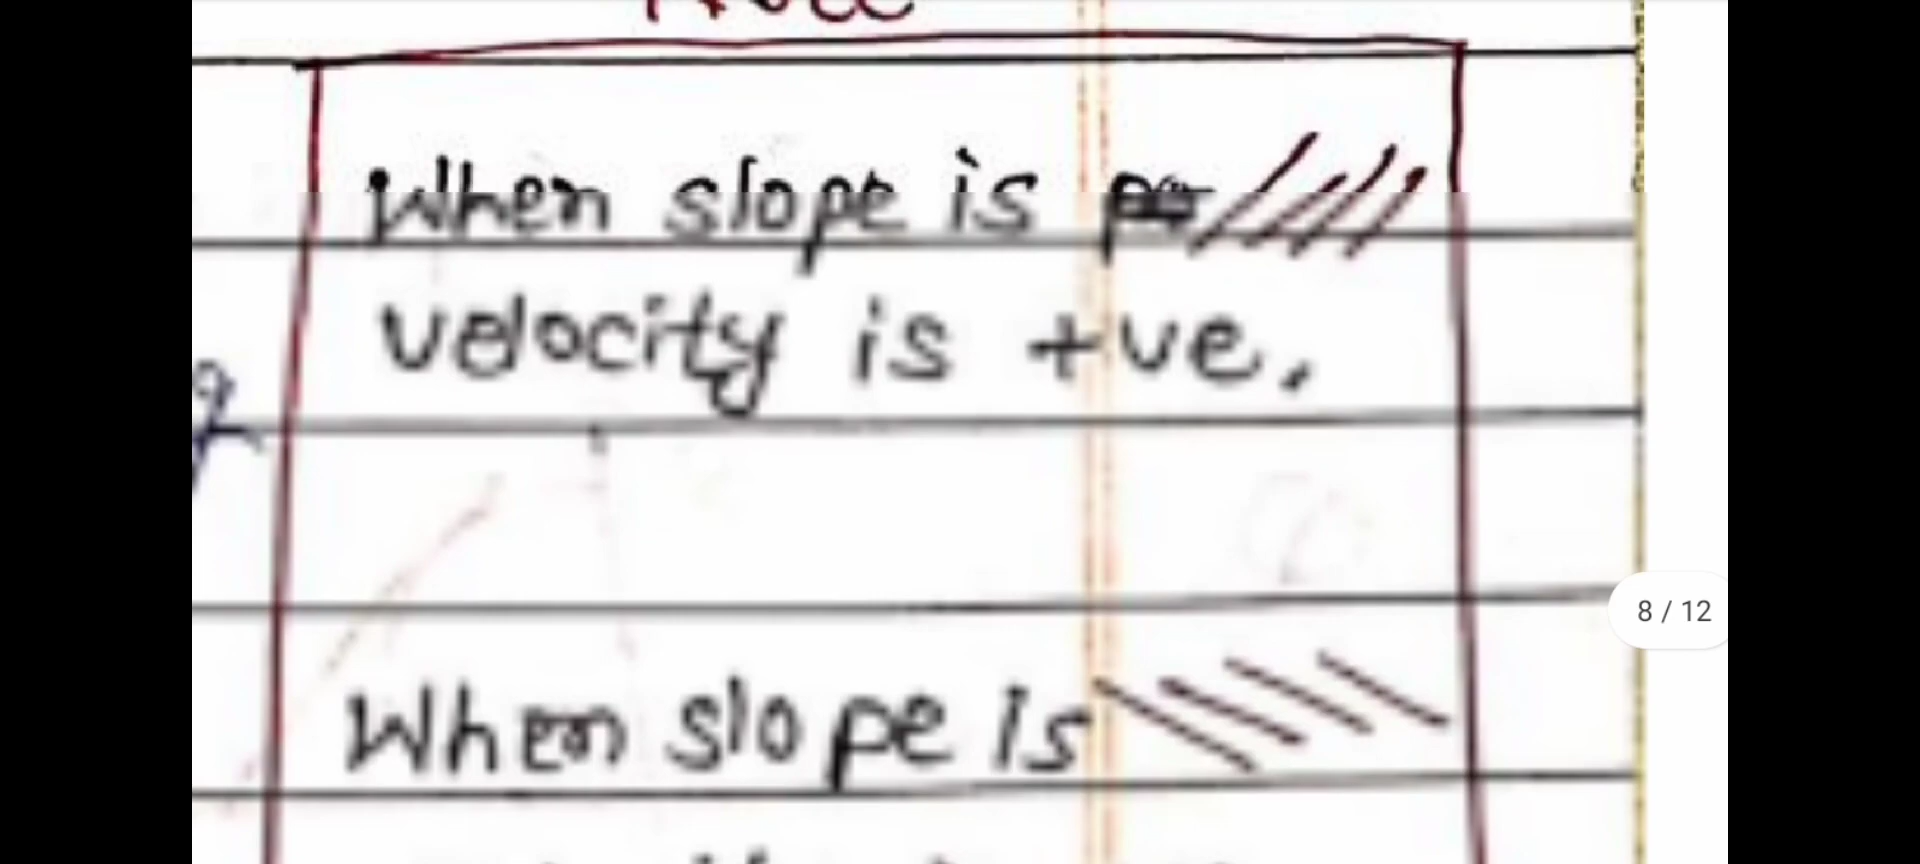 When slope is
velocity is +ve.
When slope is
8 / 12